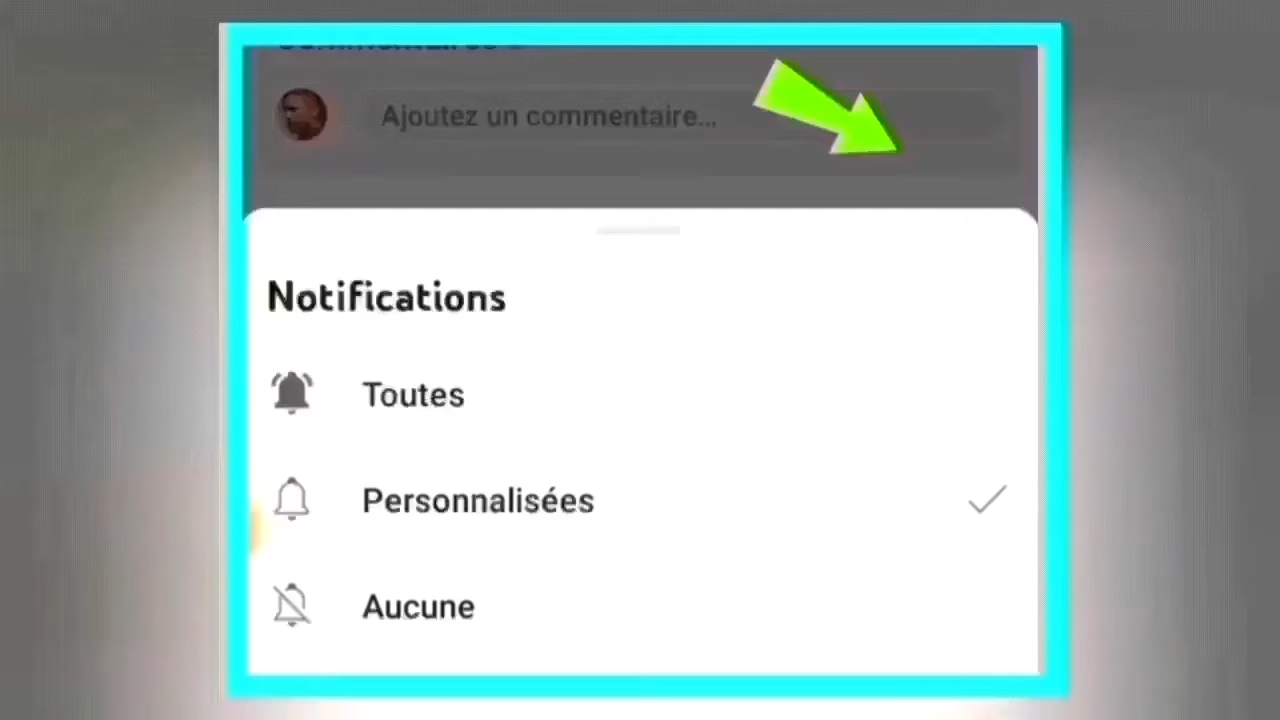 Ajoutez un commentaire...
Notifications
Toutes
Personnalisées
Aucune